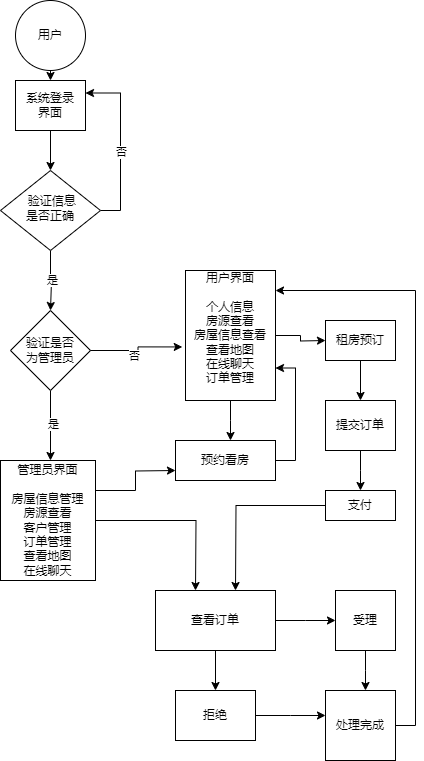 用户
系统登录
界面
否
验证信息
是否正确
是
验证是否
为管理员
否
是
用户界面
个人信息
房源查看
房屋信息查看
查看地图
在线聊天
订单管理
租房预订
提交订单
预约看房
支付
管理员界面
房屋信息管理
房源查看
客户管理
订单管理
查看地图
在线聊天
查看订单
受理
拒绝
处理完成